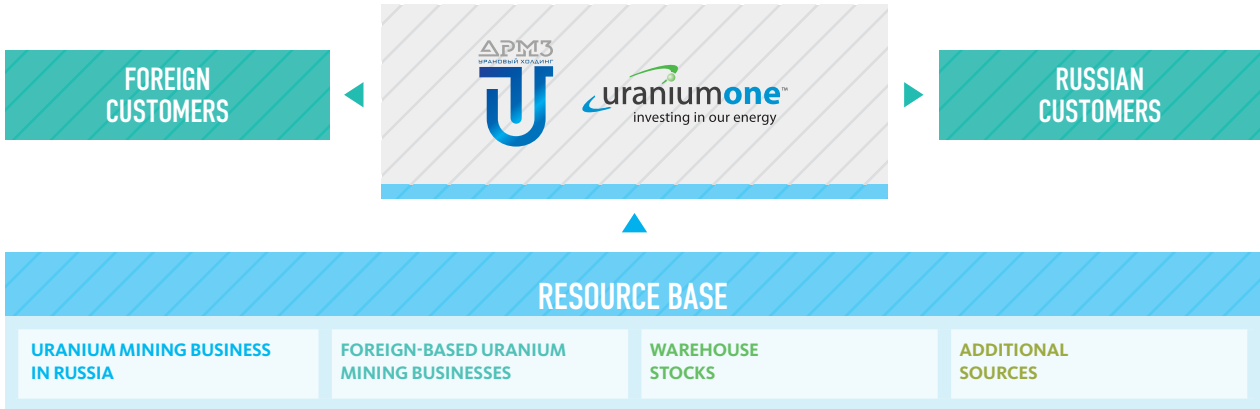 FOREIGN
CUSTOMERS
АРМЗ
УРАНОВЫЙ ХОЛДИНГ
uraniumone™
investing in our energy
RUSSIAN
CUSTOMERS
RESOURCE BASE
URANIUM MINING BUSINESS
IN RUSSIA
FOREIGN-BASED URANIUM
MINING BUSINESSES
WAREHOUSE
STOCKS
ADDITIONAL
SOURCES